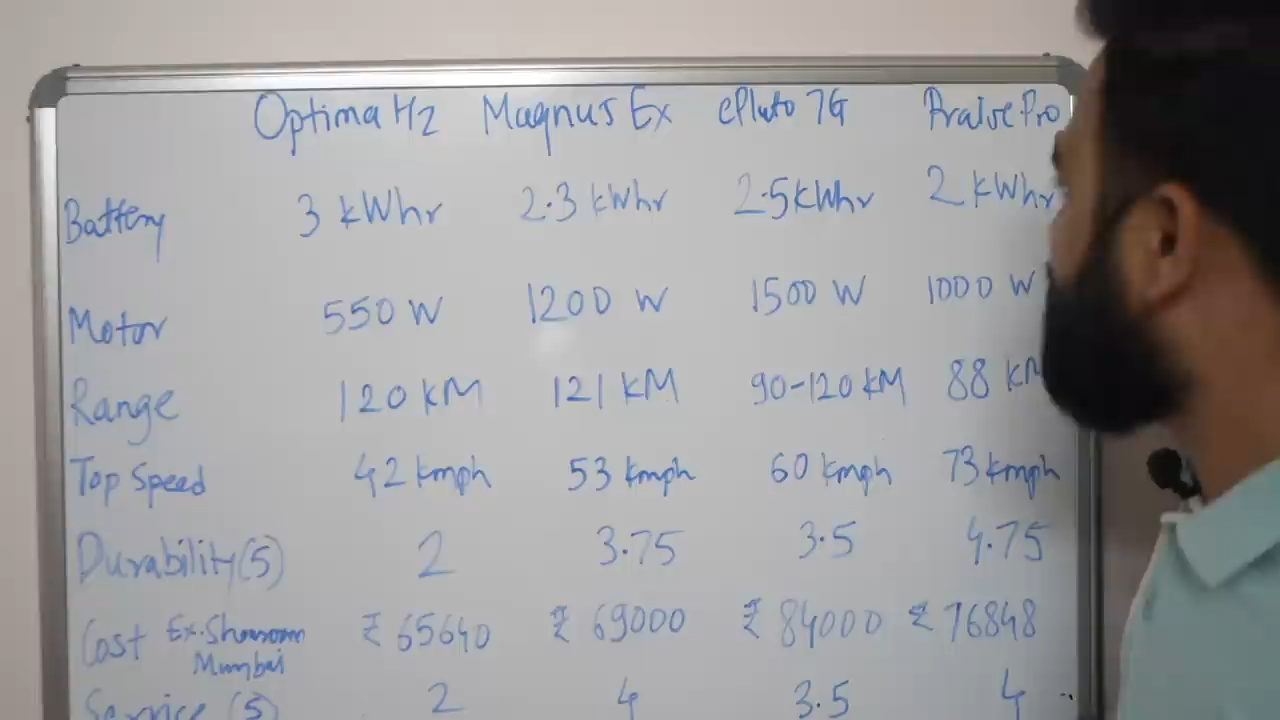 Optima H2 Magnus Ex ePluto 7G Praise Pro
Battery 3 kWhr 2.3 kWhr 2.5 kWhr 2 kWhr
Motor 550 W 1200 W 1500 W 1000 W
Range 120 KM 121 KM 90-120 KM 88 KM
Top Speed 42 kmph 53 kmph 60 kmph 73 kmph
Durability (5) 2 3.75 3.5 4.75
Cost Ex.Showroom Mumbai ₹ 65640 ₹ 69000 ₹ 84000 ₹ 76848
Service (5) 2 4 3.5 4